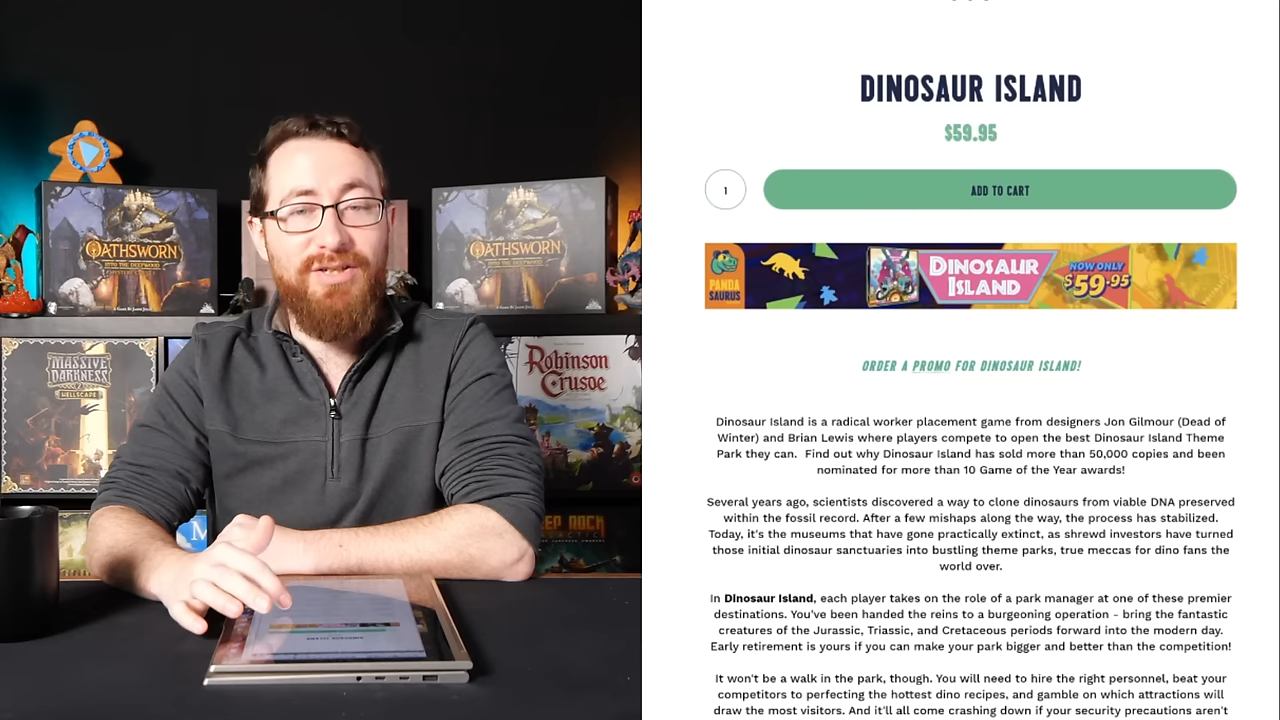 OATHSWORN
INTO THE DEEPWOOD
MYSTERY CHEST
OATHSWORN
INTO THE DEEPWOOD
MASSIVE
DARKNESS
HELLSCAPE
ROBINSON
CRUSOE
M
DEEP ROCK
DINOSAUR ISLAND
$59.95
1
ADD TO CART
PANDA
SAURUS
DINOSAUR
ISLAND
NOW ONLY
$59.95
ORDER A PROMO FOR DINOSAUR ISLAND!
Dinosaur Island is a radical worker placement game from designers Jon Gilmour (Dead of
Winter) and Brian Lewis where players compete to open the best Dinosaur Island Theme
Park they can. Find out why Dinosaur Island has sold more than 50,000 copies and been
nominated for more than 10 Game of the Year awards!
Several years ago, scientists discovered a way to clone dinosaurs from viable DNA preserved
within the fossil record. After a few mishaps along the way, the process has stabilized.
Today, it's the museums that have gone practically extinct, as shrewd investors have turned
those initial dinosaur sanctuaries into bustling theme parks, true meccas for dino fans the
world over.
In Dinosaur Island, each player takes on the role of a park manager at one of these premier
destinations. You've been handed the reins to a burgeoning operation - bring the fantastic
creatures of the Jurassic, Triassic, and Cretaceous periods forward into the modern day.
Early retirement is yours if you can make your park bigger and better than the competition!
It won't be a walk in the park, though. You will need to hire the right personnel, beat your
competitors to perfecting the hottest dino recipes, and gamble on which attractions will
draw the most visitors. And it'll all come crashing down if your security precautions aren't